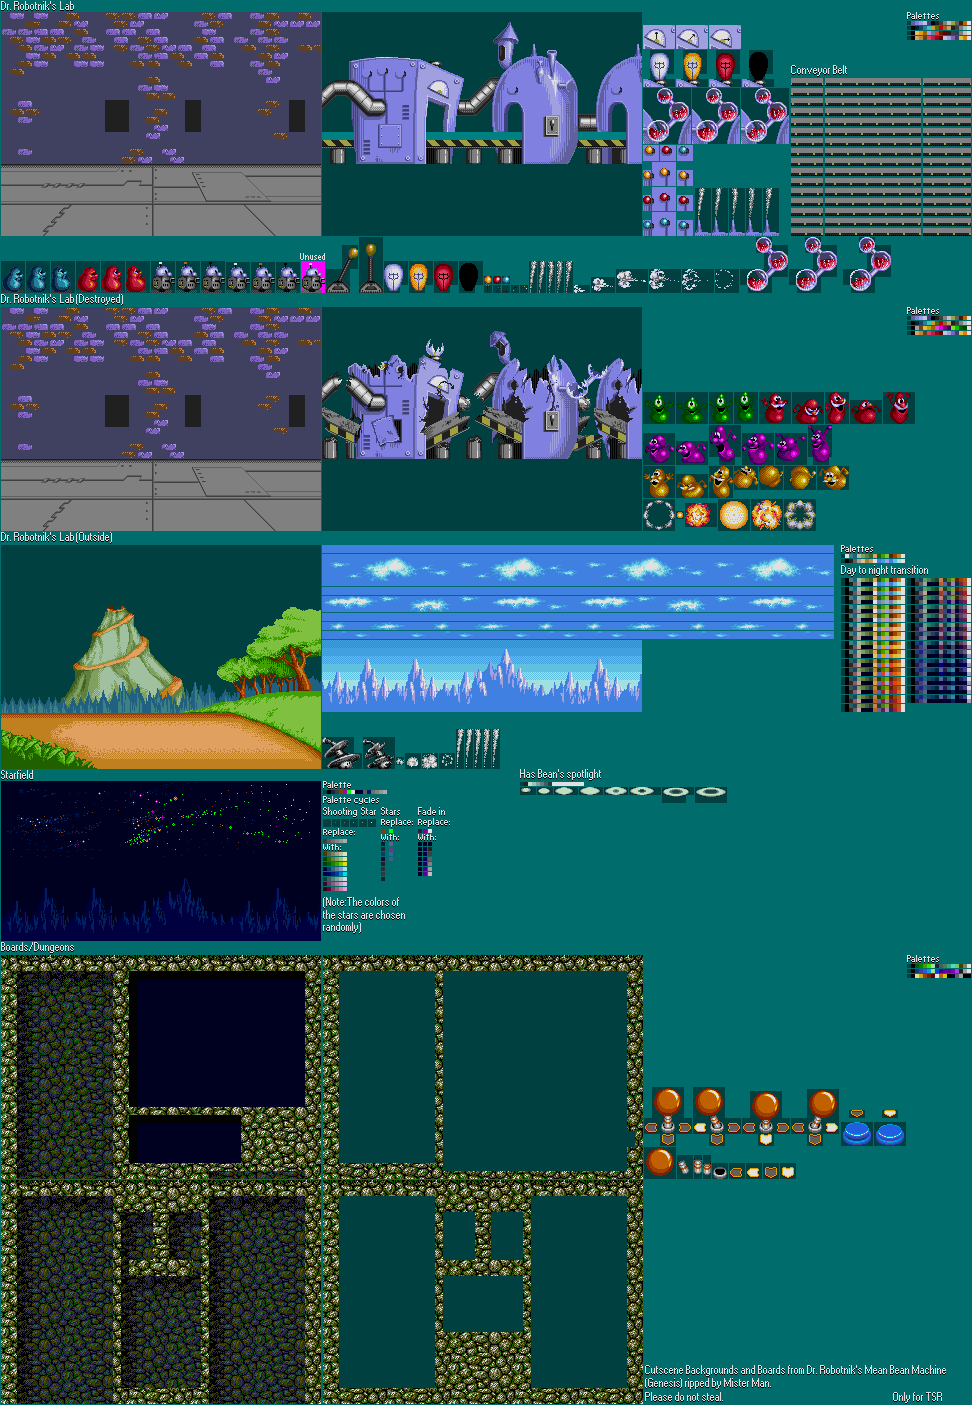 Dr. Robotnik's Lab
Palettes
Conveyor Belt
Unused
Dr. Robotnik's Lab(Destroyed)
Palettes
Dr. Robotnik's Lab(Outside)
Palettes
Day to night transition
Starfield
Has Bean's spotlight
Palette
Palette cycles
Shooting Star Stars Fade in
Replace: Replace:
Replace:
With: With:
With:
(Note:The colors of
the stars are chosen
randomly)
Boards/Dungeons
Palettes
Cutscene Backgrounds and Boards from Dr. Robotnik's Mean Bean Machine
(Genesis) ripped by Mister Man.
Please do not steal. Only for TSR